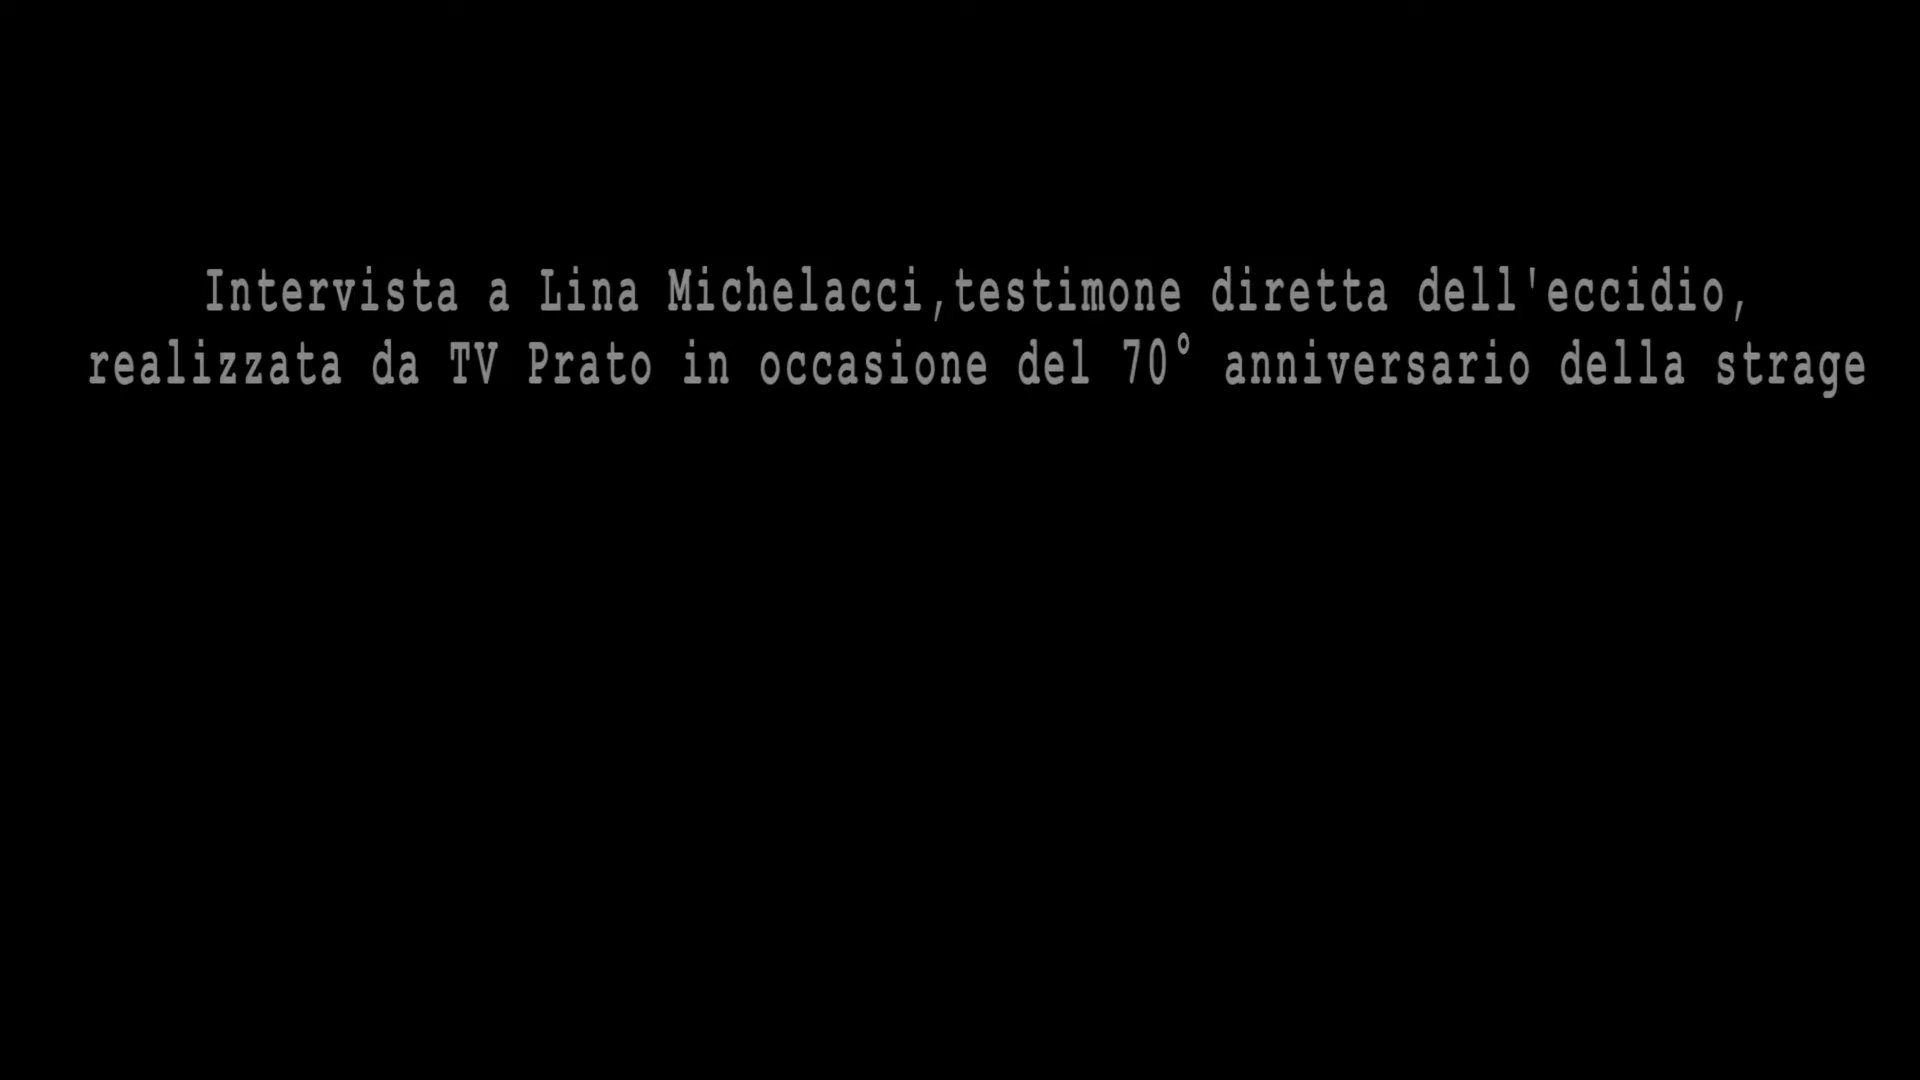 Intervista a Lina Michelacci,testimone diretta dell'eccidio,
realizzata da TV Prato in occasione del 70° anniversario della strage